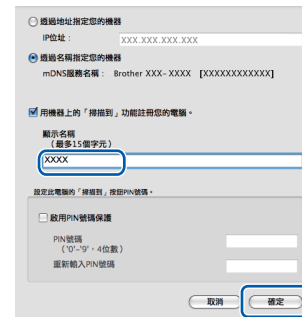 透過地址指定您的機器
IP位址： XXX.XXX.XXX.XXX
透過名稱指定您的機器
mDNS服務名稱： Brother XXX- XXXX [XXXXXXXXXXXX]
用機器上的「掃描到」功能註冊您的電腦。
顯示名稱
（最多15個字元）
XXXX
設定此電腦的「掃描到」按鈕PIN號碼。
啟用PIN號碼保護
PIN號碼
（'0'-'9'，4位數）
重新輸入PIN號碼
取消 確定